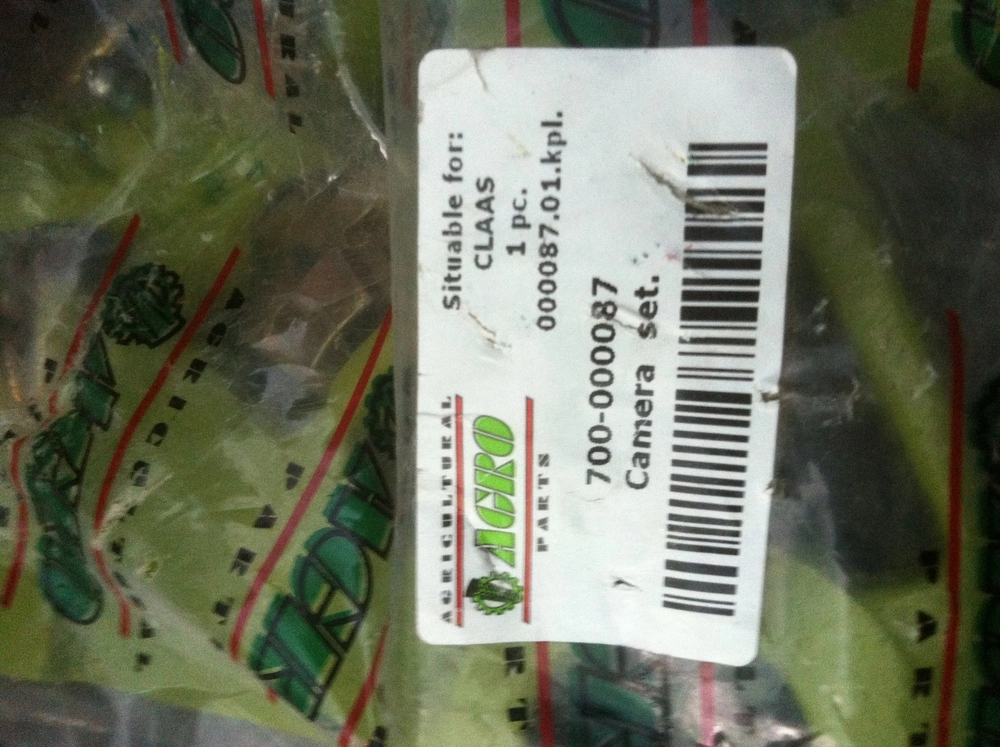 AGRICULTURAL
AGRO
PARTS
Situable for:
CLAAS
1 pc.
000087.01.kpl.
700-000087
Camera set.